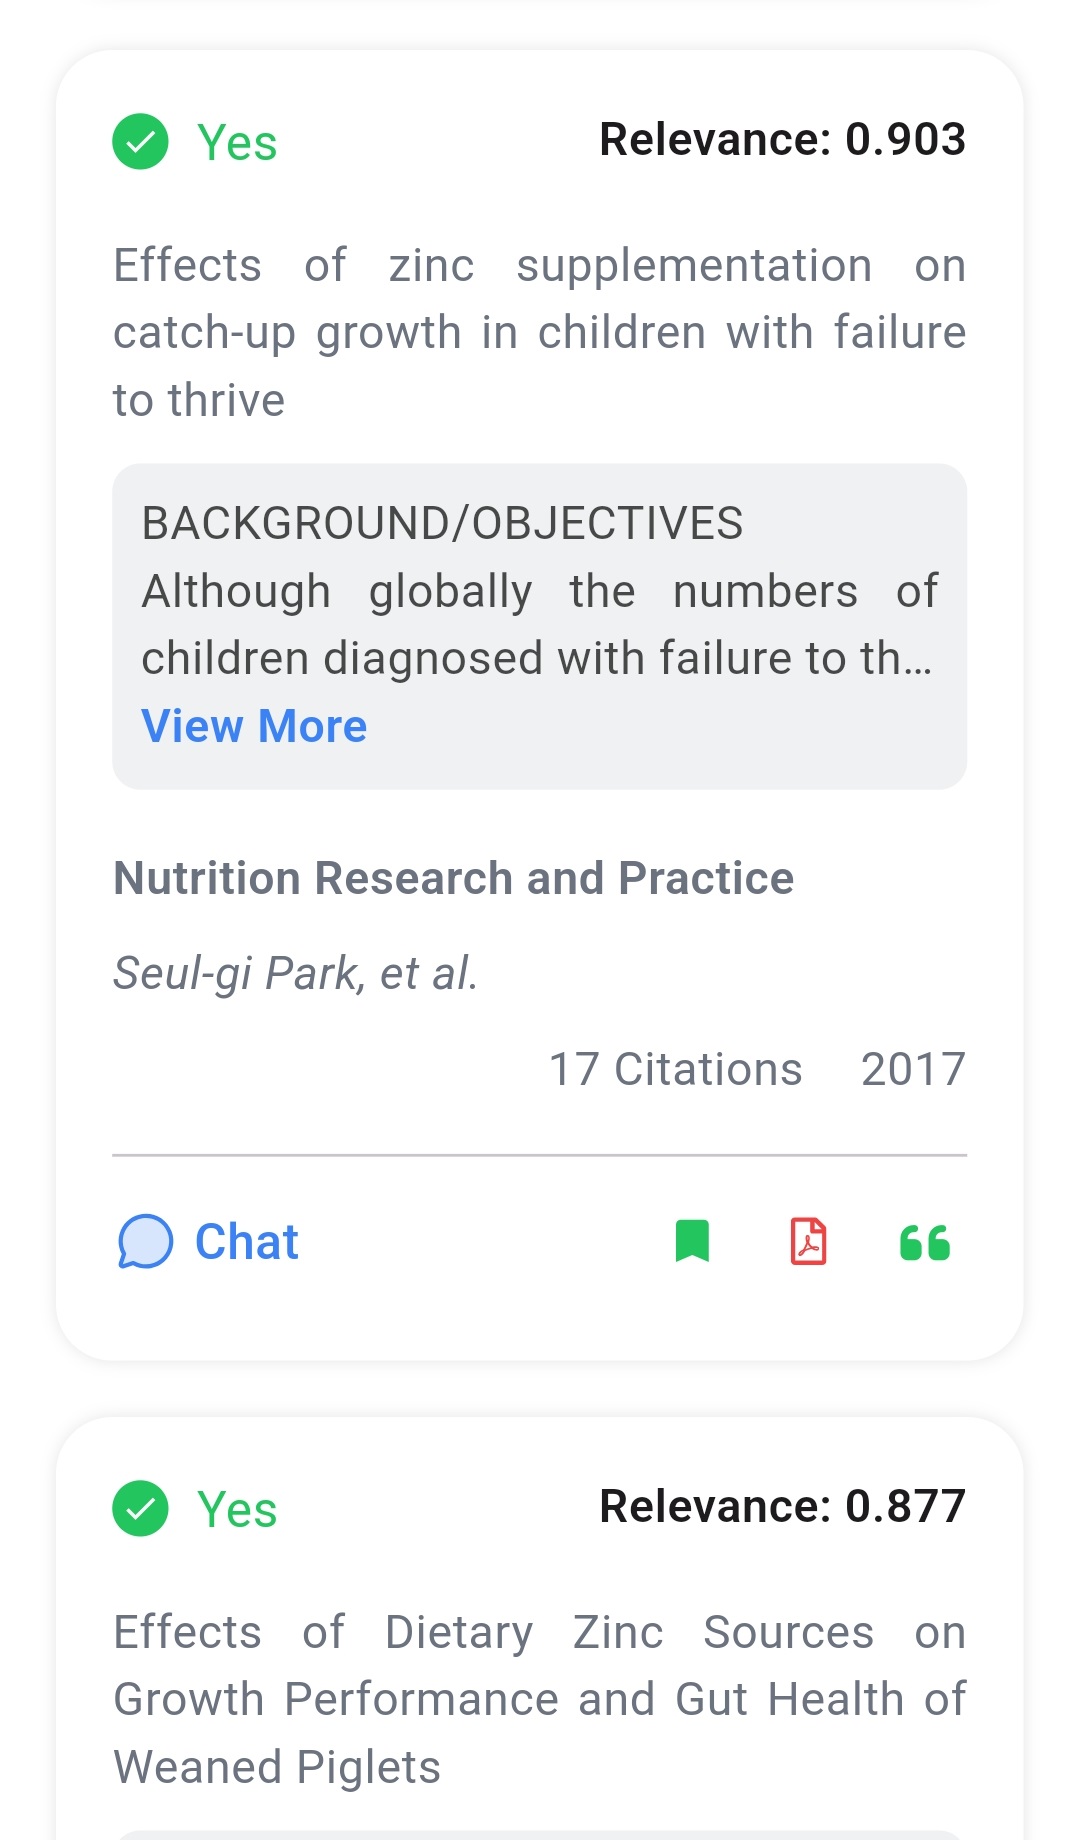 Yes
Relevance: 0.903
Effects of zinc supplementation on
catch-up growth in children with failure
to thrive
BACKGROUND/OBJECTIVES
Although globally the numbers of
children diagnosed with failure to th...
View More
Nutrition Research and Practice
Seul-gi Park, et al.
17 Citations 2017
Chat
Yes
Relevance: 0.877
Effects of Dietary Zinc Sources on
Growth Performance and Gut Health of
Weaned Piglets